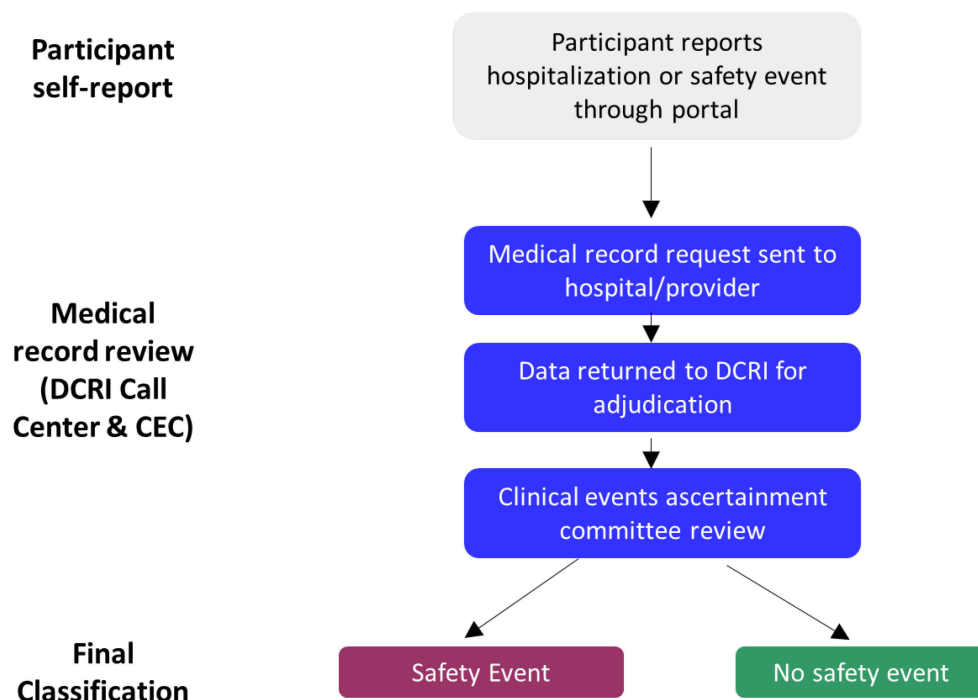 Participant
self-report
Participant reports
hospitalization or safety event
through portal
Medical record request sent to
hospital/provider
Medical
record review
(DCRI Call
Center & CEC)
Data returned to DCRI for
adjudication
Clinical events ascertainment
committee review
Final
Classification
Safety Event
No safety event